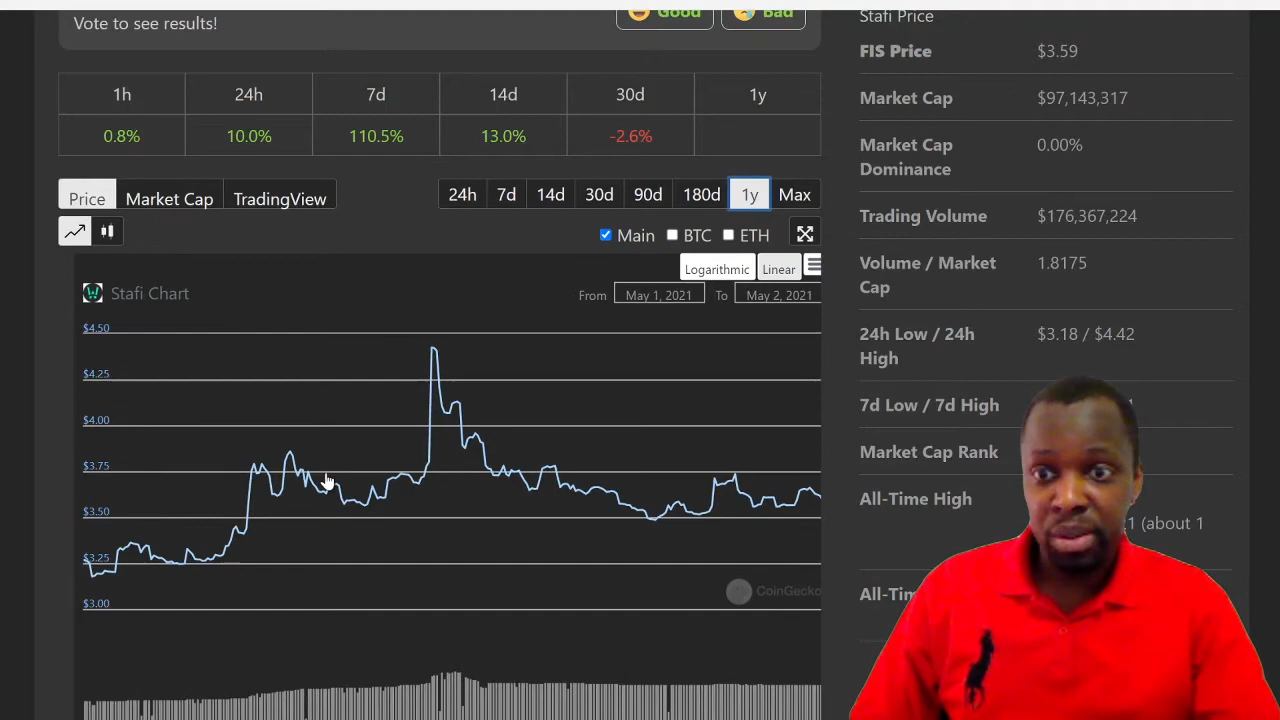 Vote to see results!
Good
Bad
1h 24h 7d 14d 30d 1y
0.8% 10.0% 110.5% 13.0% -2.6%
Price Market Cap TradingView
24h 7d 14d 30d 90d 180d 1y Max
Main BTC ETH
Logarithmic Linear
Stafi Chart
From May 1, 2021 To May 2, 2021
$4.50
$4.25
$4.00
$3.75
$3.50
$3.25
$3.00
CoinGecko
Stafi Price
FIS Price $3.59
Market Cap $97,143,317
Market Cap 0.00%
Dominance
Trading Volume $176,367,224
Volume / Market 1.8175
Cap
24h Low / 24h $3.18 / $4.42
High
7d Low / 7d High
Market Cap Rank
All-Time High
1 (about 1